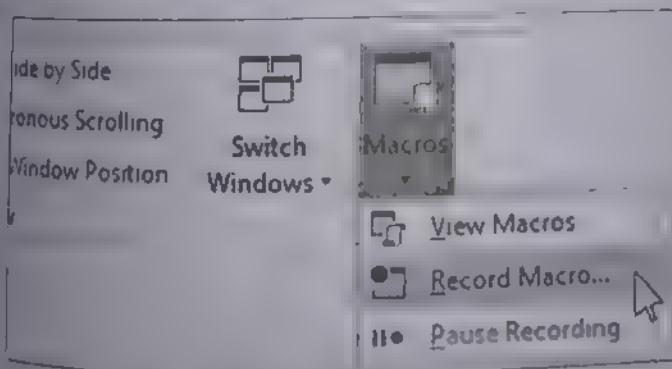 ide by Side
ronous Scrolling
Window Position
Switch
Windows
Macros
View Macros
Record Macro...
Pause Recording